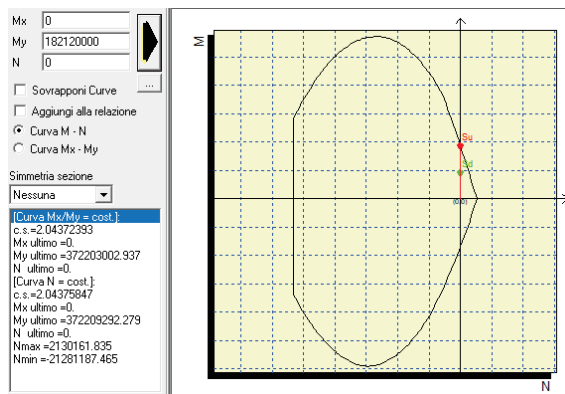 Mx 0
My 182120000
N 0
...
Sovrapponi Curve
Aggiungi alla relazione
Curva M - N
Curva Mx - My
Simmetria sezione
Nessuna
[Curva Mx/My = cost.]:
c.s.=2.04372393
Mx ultimo =0.
My ultimo =372203002.937
N ultimo =0.
[Curva N = cost.]:
c.s.=2.04375847
Mx ultimo =0.
My ultimo =372209292.279
N ultimo =0.
Nmax =2130161.835
Nmin =-21281187.465
M
Su
Sd
(0;0)
N